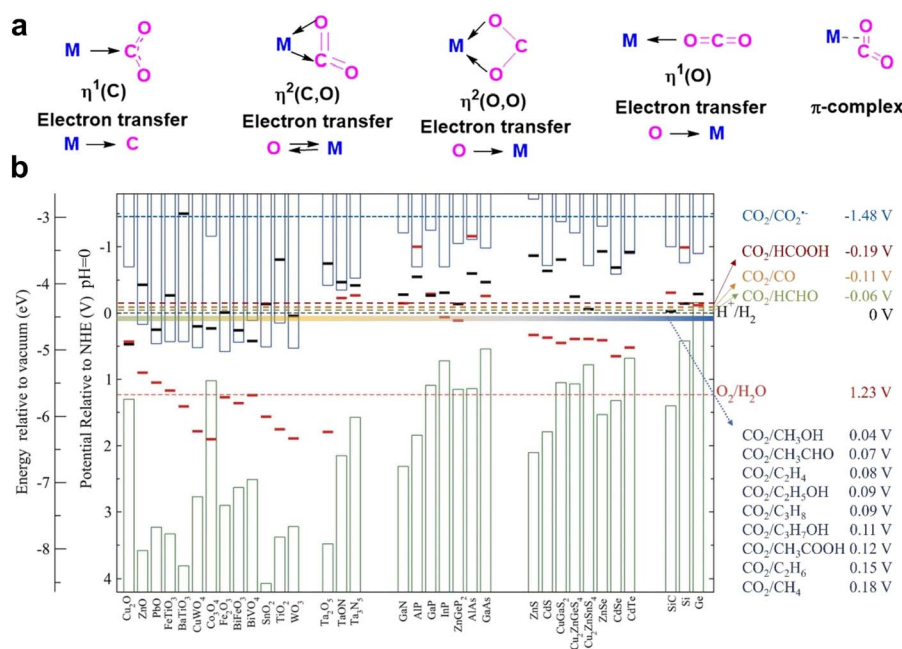 a
M C O O
η¹(C)
Electron transfer
M C
M O C O
η²(C,O)
Electron transfer
O M
M O C O
η²(O,O)
Electron transfer
O M
M O C O
η¹(O)
Electron transfer
O M
M O C O
π-complex
b
Energy relative to vacuum (eV)
-3
-4
-5
-6
-7
-8
Potential Relative to NHE (V) pH=0
-1
0
1
2
3
4
CO₂/CO₂•⁻ -1.48 V
CO₂/HCOOH -0.19 V
CO₂/CO -0.11 V
CO₂/HCHO -0.06 V
H⁺/H₂ 0 V
O₂/H₂O 1.23 V
CO₂/CH₃OH 0.04 V
CO₂/CH₃CHO 0.07 V
CO₂/C₂H₄ 0.08 V
CO₂/C₂H₅OH 0.09 V
CO₂/C₃H₈ 0.09 V
CO₂/C₃H₇OH 0.11 V
CO₂/CH₃COOH 0.12 V
CO₂/C₂H₆ 0.15 V
CO₂/CH₄ 0.18 V
Cu₂O
ZnO
PbO
FeTiO₃
BaTiO₃
CuWO₄
Co₃O₄
Fe₂O₃
BiFeO₃
BiVO₄
SnO₂
TiO₂
WO₃
Ta₂O₅
TaON
Ta₃N₅
GaN
AlP
GaP
InP
ZnGeP₂
AlAs
GaAs
ZnS
CdS
CuGaS₂
Cu₂ZnGeS₄
Cu₂ZnSnS₄
ZnSe
CdSe
CdTe
SiC
Si
Ge